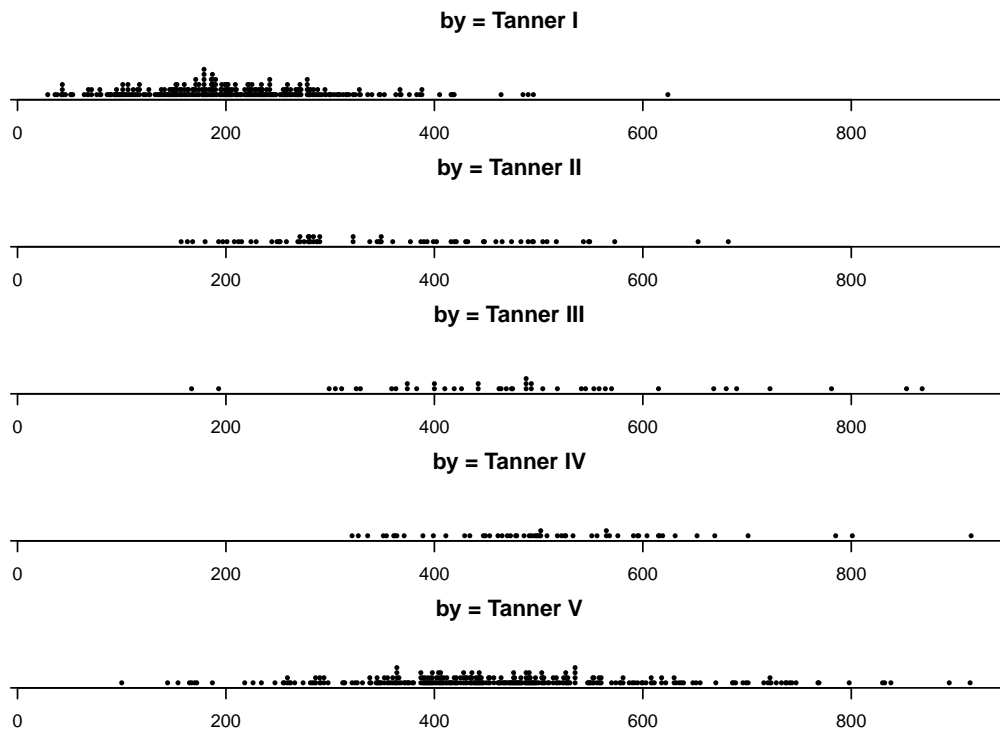 by = Tanner I
0 200 400 600 800
by = Tanner II
0 200 400 600 800
by = Tanner III
0 200 400 600 800
by = Tanner IV
0 200 400 600 800
by = Tanner V
0 200 400 600 800